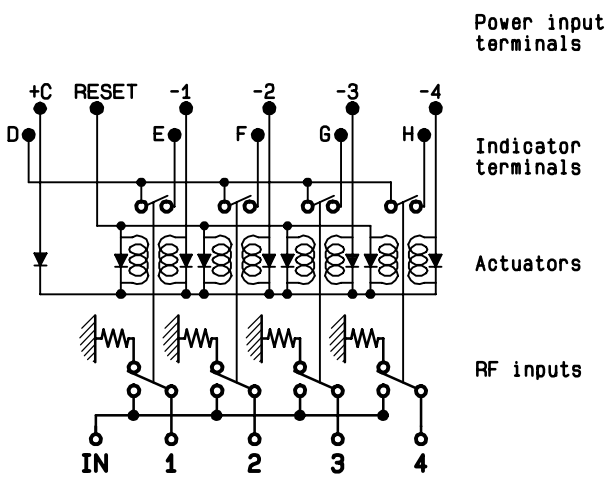 Power input
terminals
+C RESET -1 -2 -3 -4
D E F G H
Indicator
terminals
Actuators
RF inputs
IN 1 2 3 4